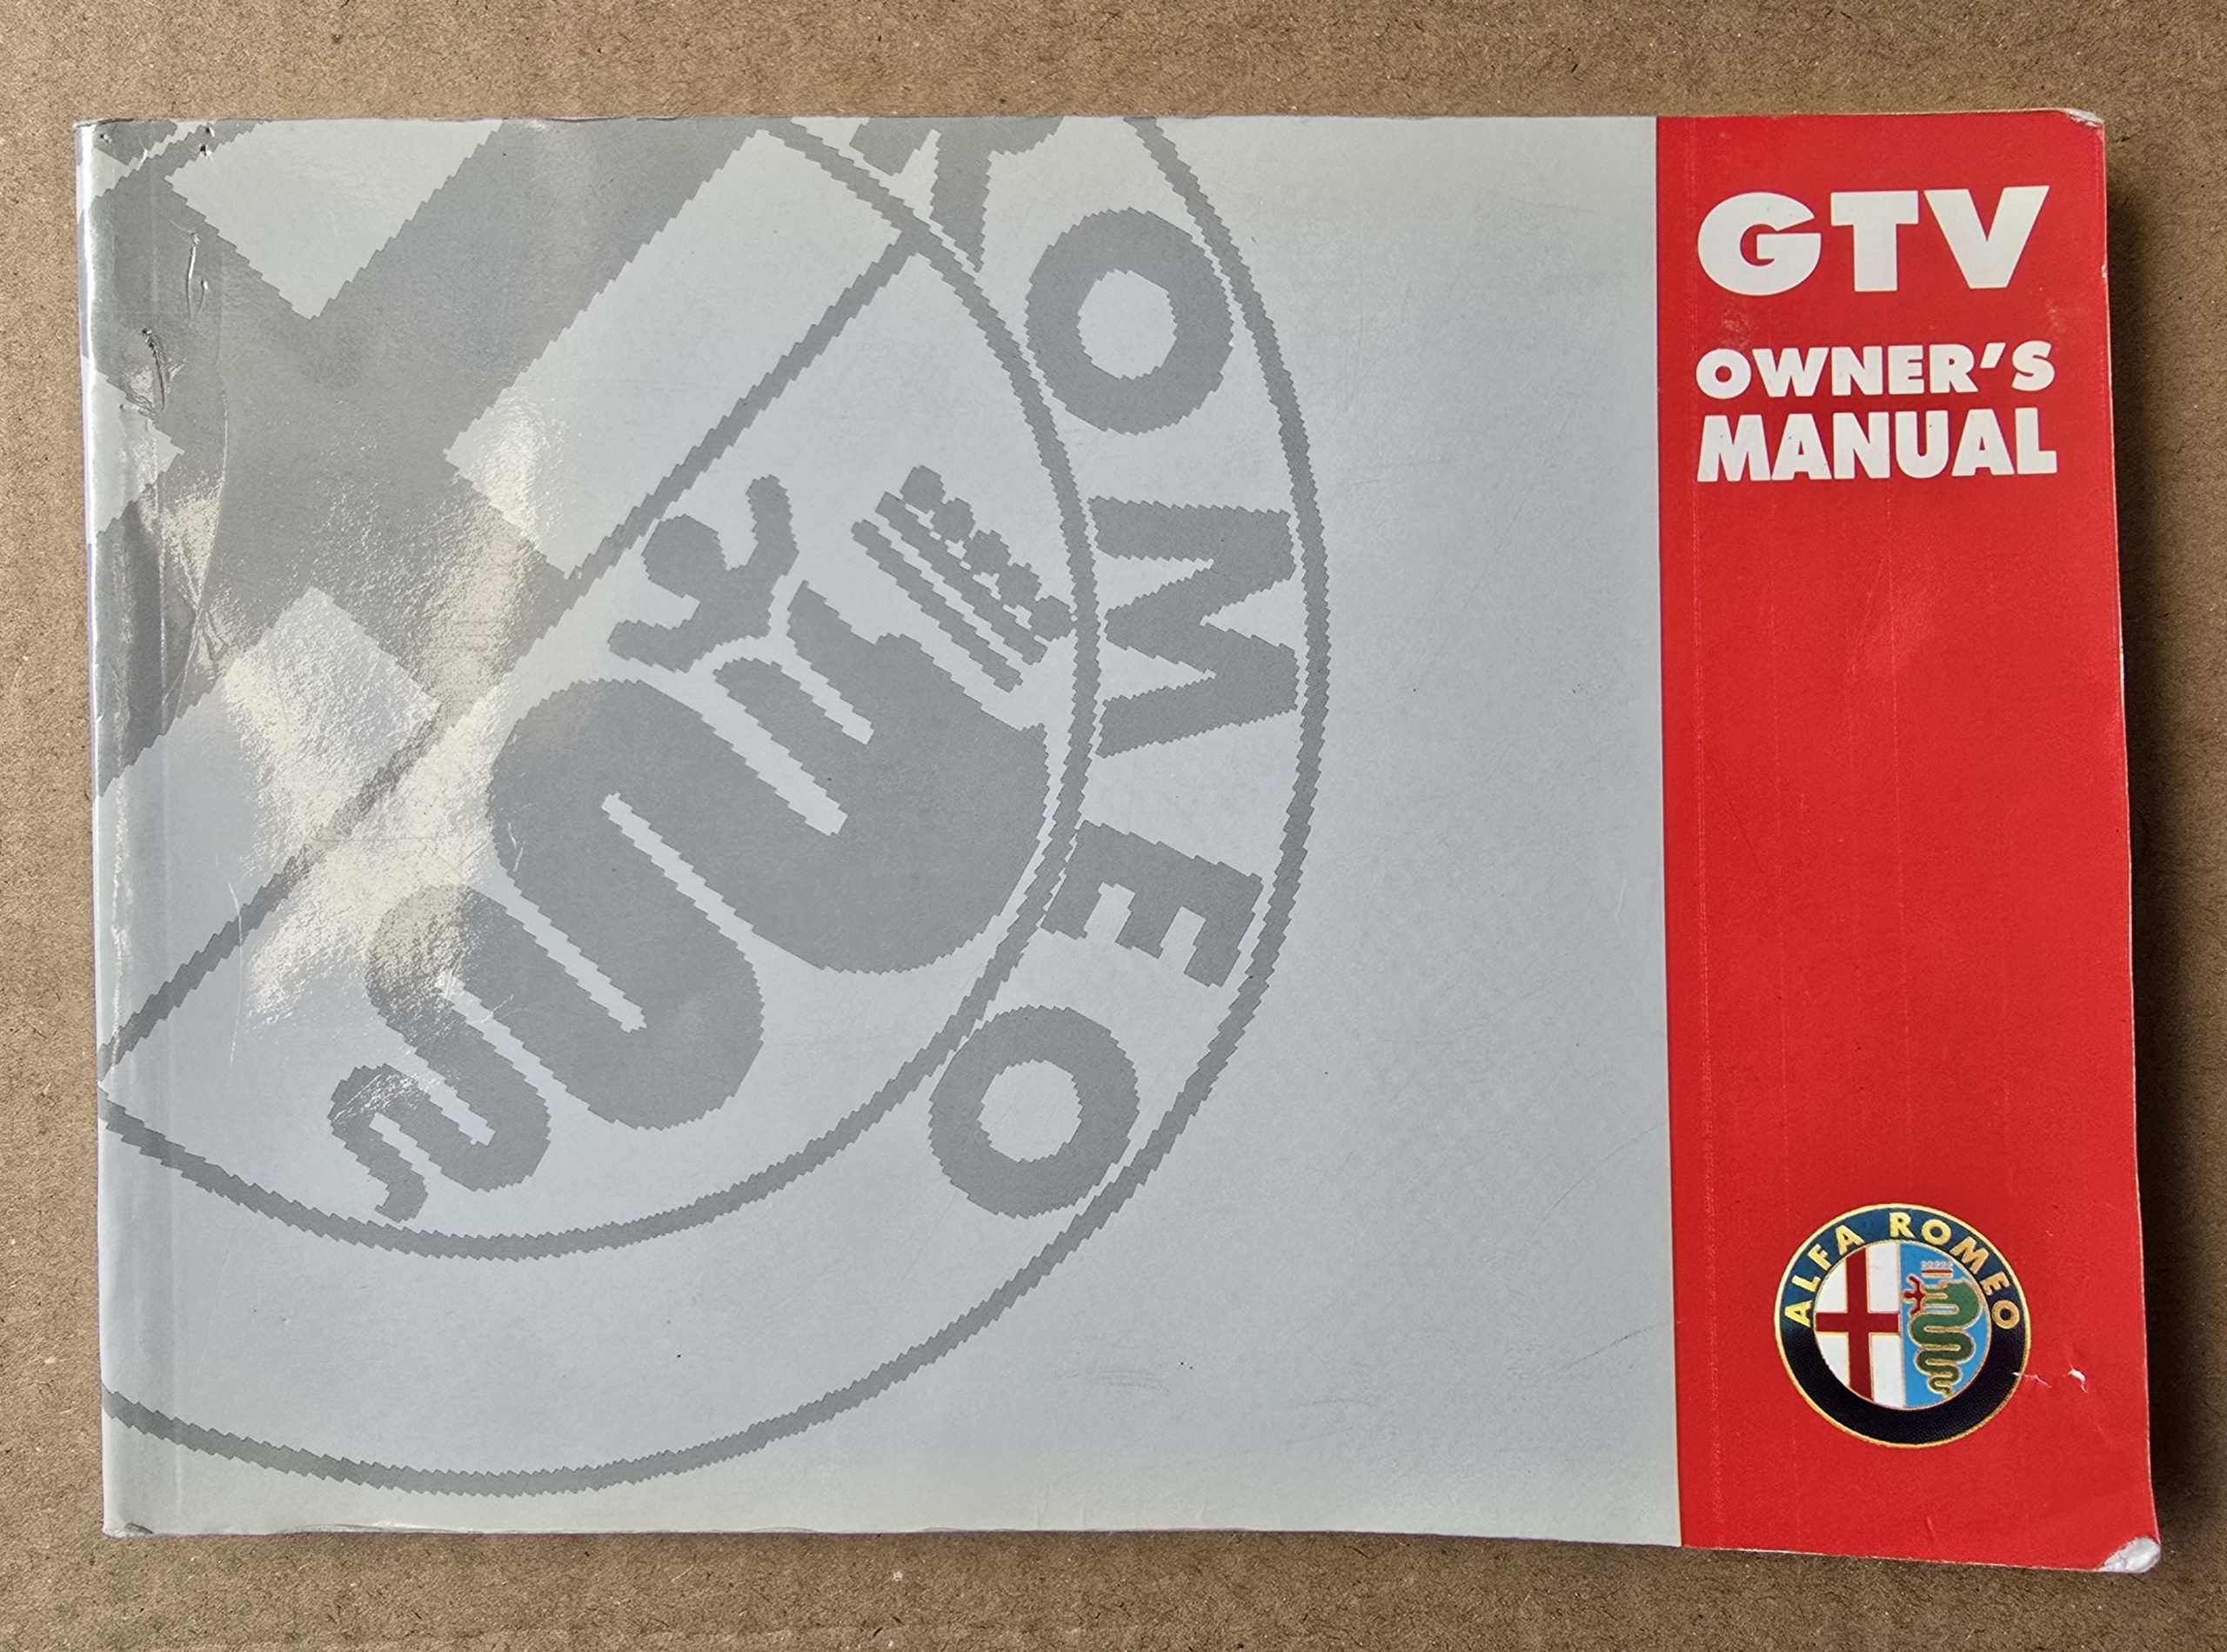 GTV
OWNER'S
MANUAL
ROMEO
ALFA ROMEO